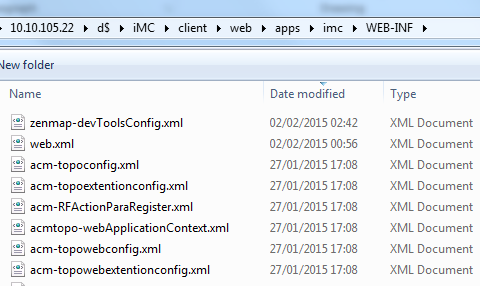 10.10.105.22 ▸ d$ ▸ iMC ▸ client ▸ web ▸ apps ▸ imc ▸ WEB-INF ▸
New folder
Name Date modified Type
zenmap-devToolsConfig.xml 02/02/2015 02:42 XML Document
web.xml 02/02/2015 00:56 XML Document
acm-topoconfig.xml 27/01/2015 17:08 XML Document
acm-topoextentionconfig.xml 27/01/2015 17:08 XML Document
acm-RFActionParaRegister.xml 27/01/2015 17:08 XML Document
acmtopo-webApplicationContext.xml 27/01/2015 17:08 XML Document
acm-topowebconfig.xml 27/01/2015 17:08 XML Document
acm-topowebextentionconfig.xml 27/01/2015 17:08 XML Document